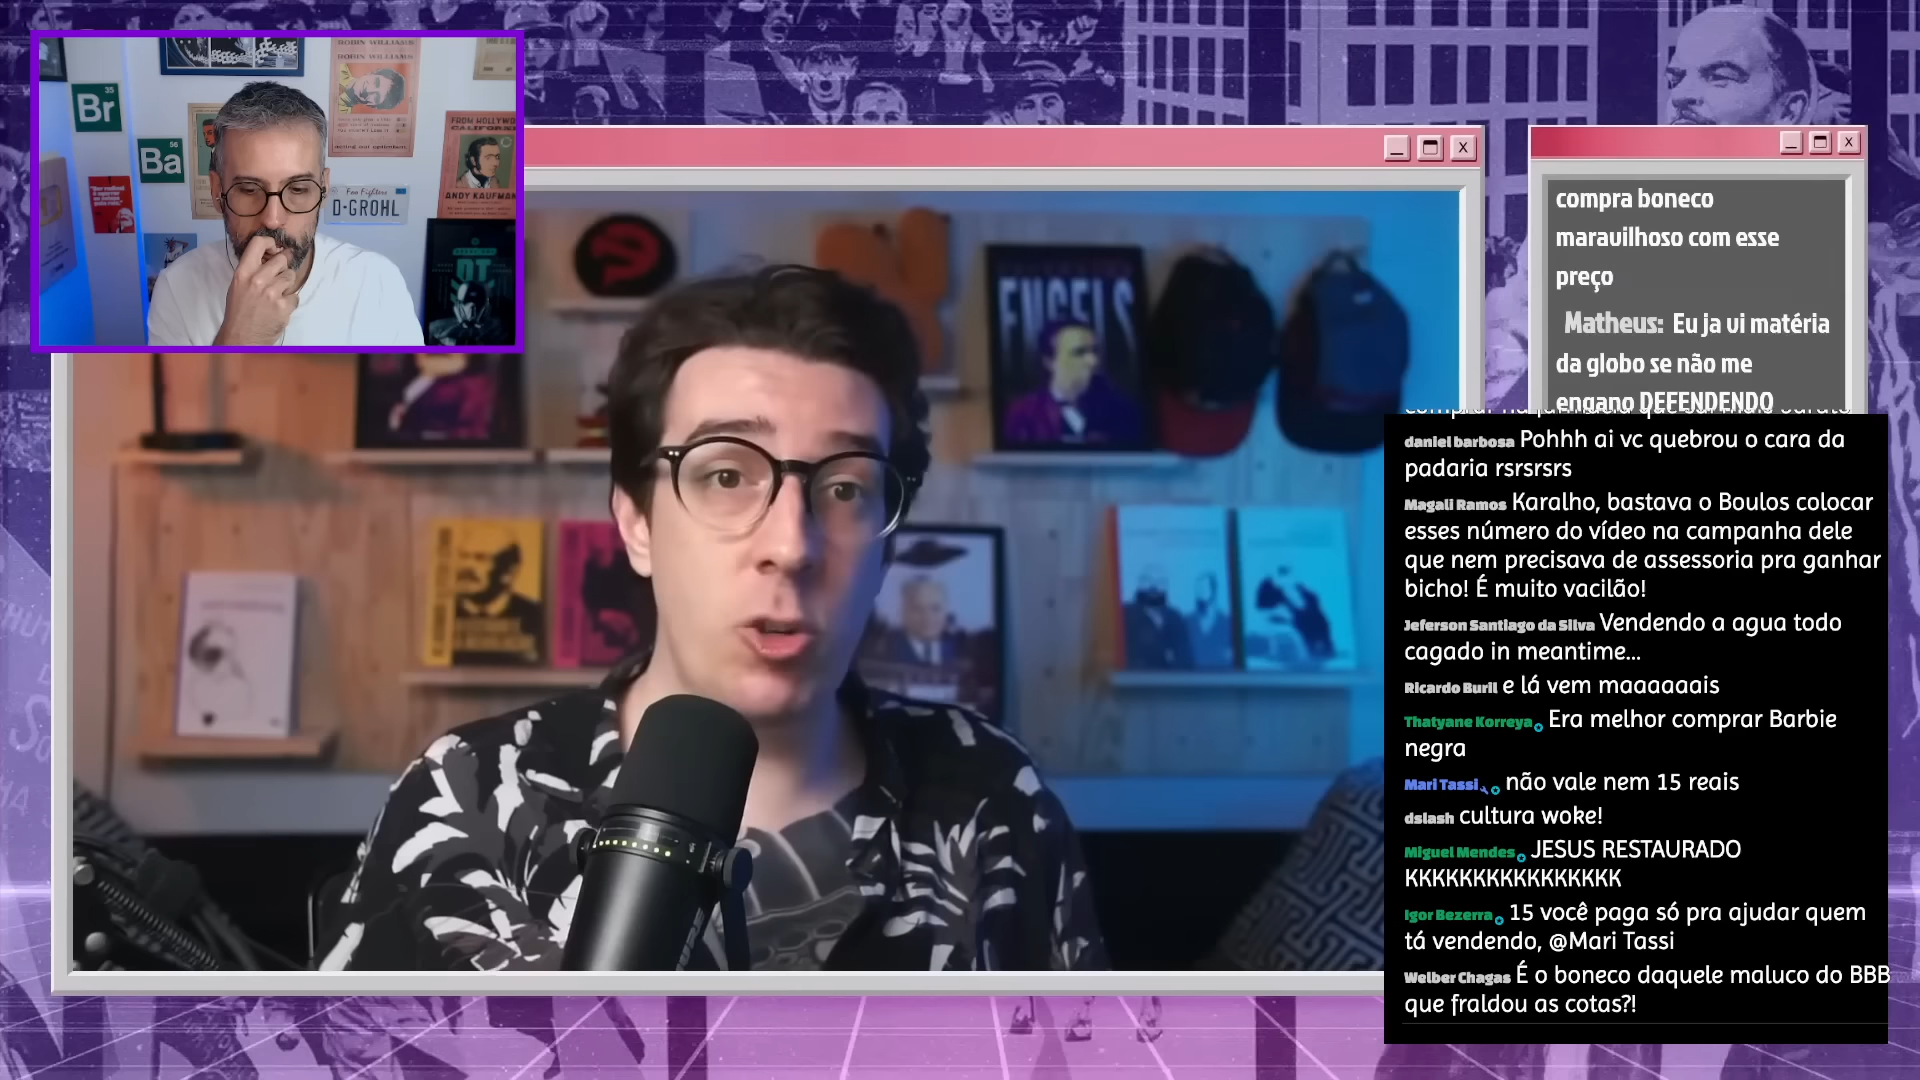 35
Br
56
Ba
ROBIN WILLIAMS
FROM HOLLYWOOD
CALIFORNIA
ANDY KAUFMAN
Foo Fighters
D-GROHL
ENGELS
compra boneco
maravilhoso com esse
preço
Matheus: Eu ja vi matéria
da globo se não me
engano DEFENDENDO
daniel barbosa Pohhh ai vc quebrou o cara da
padaria rsrsrsrs
Magali Ramos Karalho, bastava o Boulos colocar
esses número do vídeo na campanha dele
que nem precisava de assessoria pra ganhar
bicho! É muito vacilão!
Jeferson Santiago da Silva Vendendo a agua todo
cagado in meantime...
Ricardo Buril e lá vem maaaaaais
Thatyane Korreya Era melhor comprar Barbie
negra
Mari Tassi não vale nem 15 reais
dslash cultura woke!
Miguel Mendes JESUS RESTAURADO
KKKKKKKKKKKKKKKK
Igor Bezerra 15 você paga só pra ajudar quem
tá vendendo, @Mari Tassi
Welber Chagas É o boneco daquele maluco do BBB
que fraldou as cotas?!